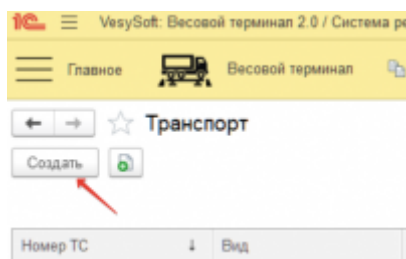 1С VesySoft: Весовой терминал 2.0 / Система ре
Главное Весовой терминал
Транспорт
Создать
Номер ТС ↓ Вид